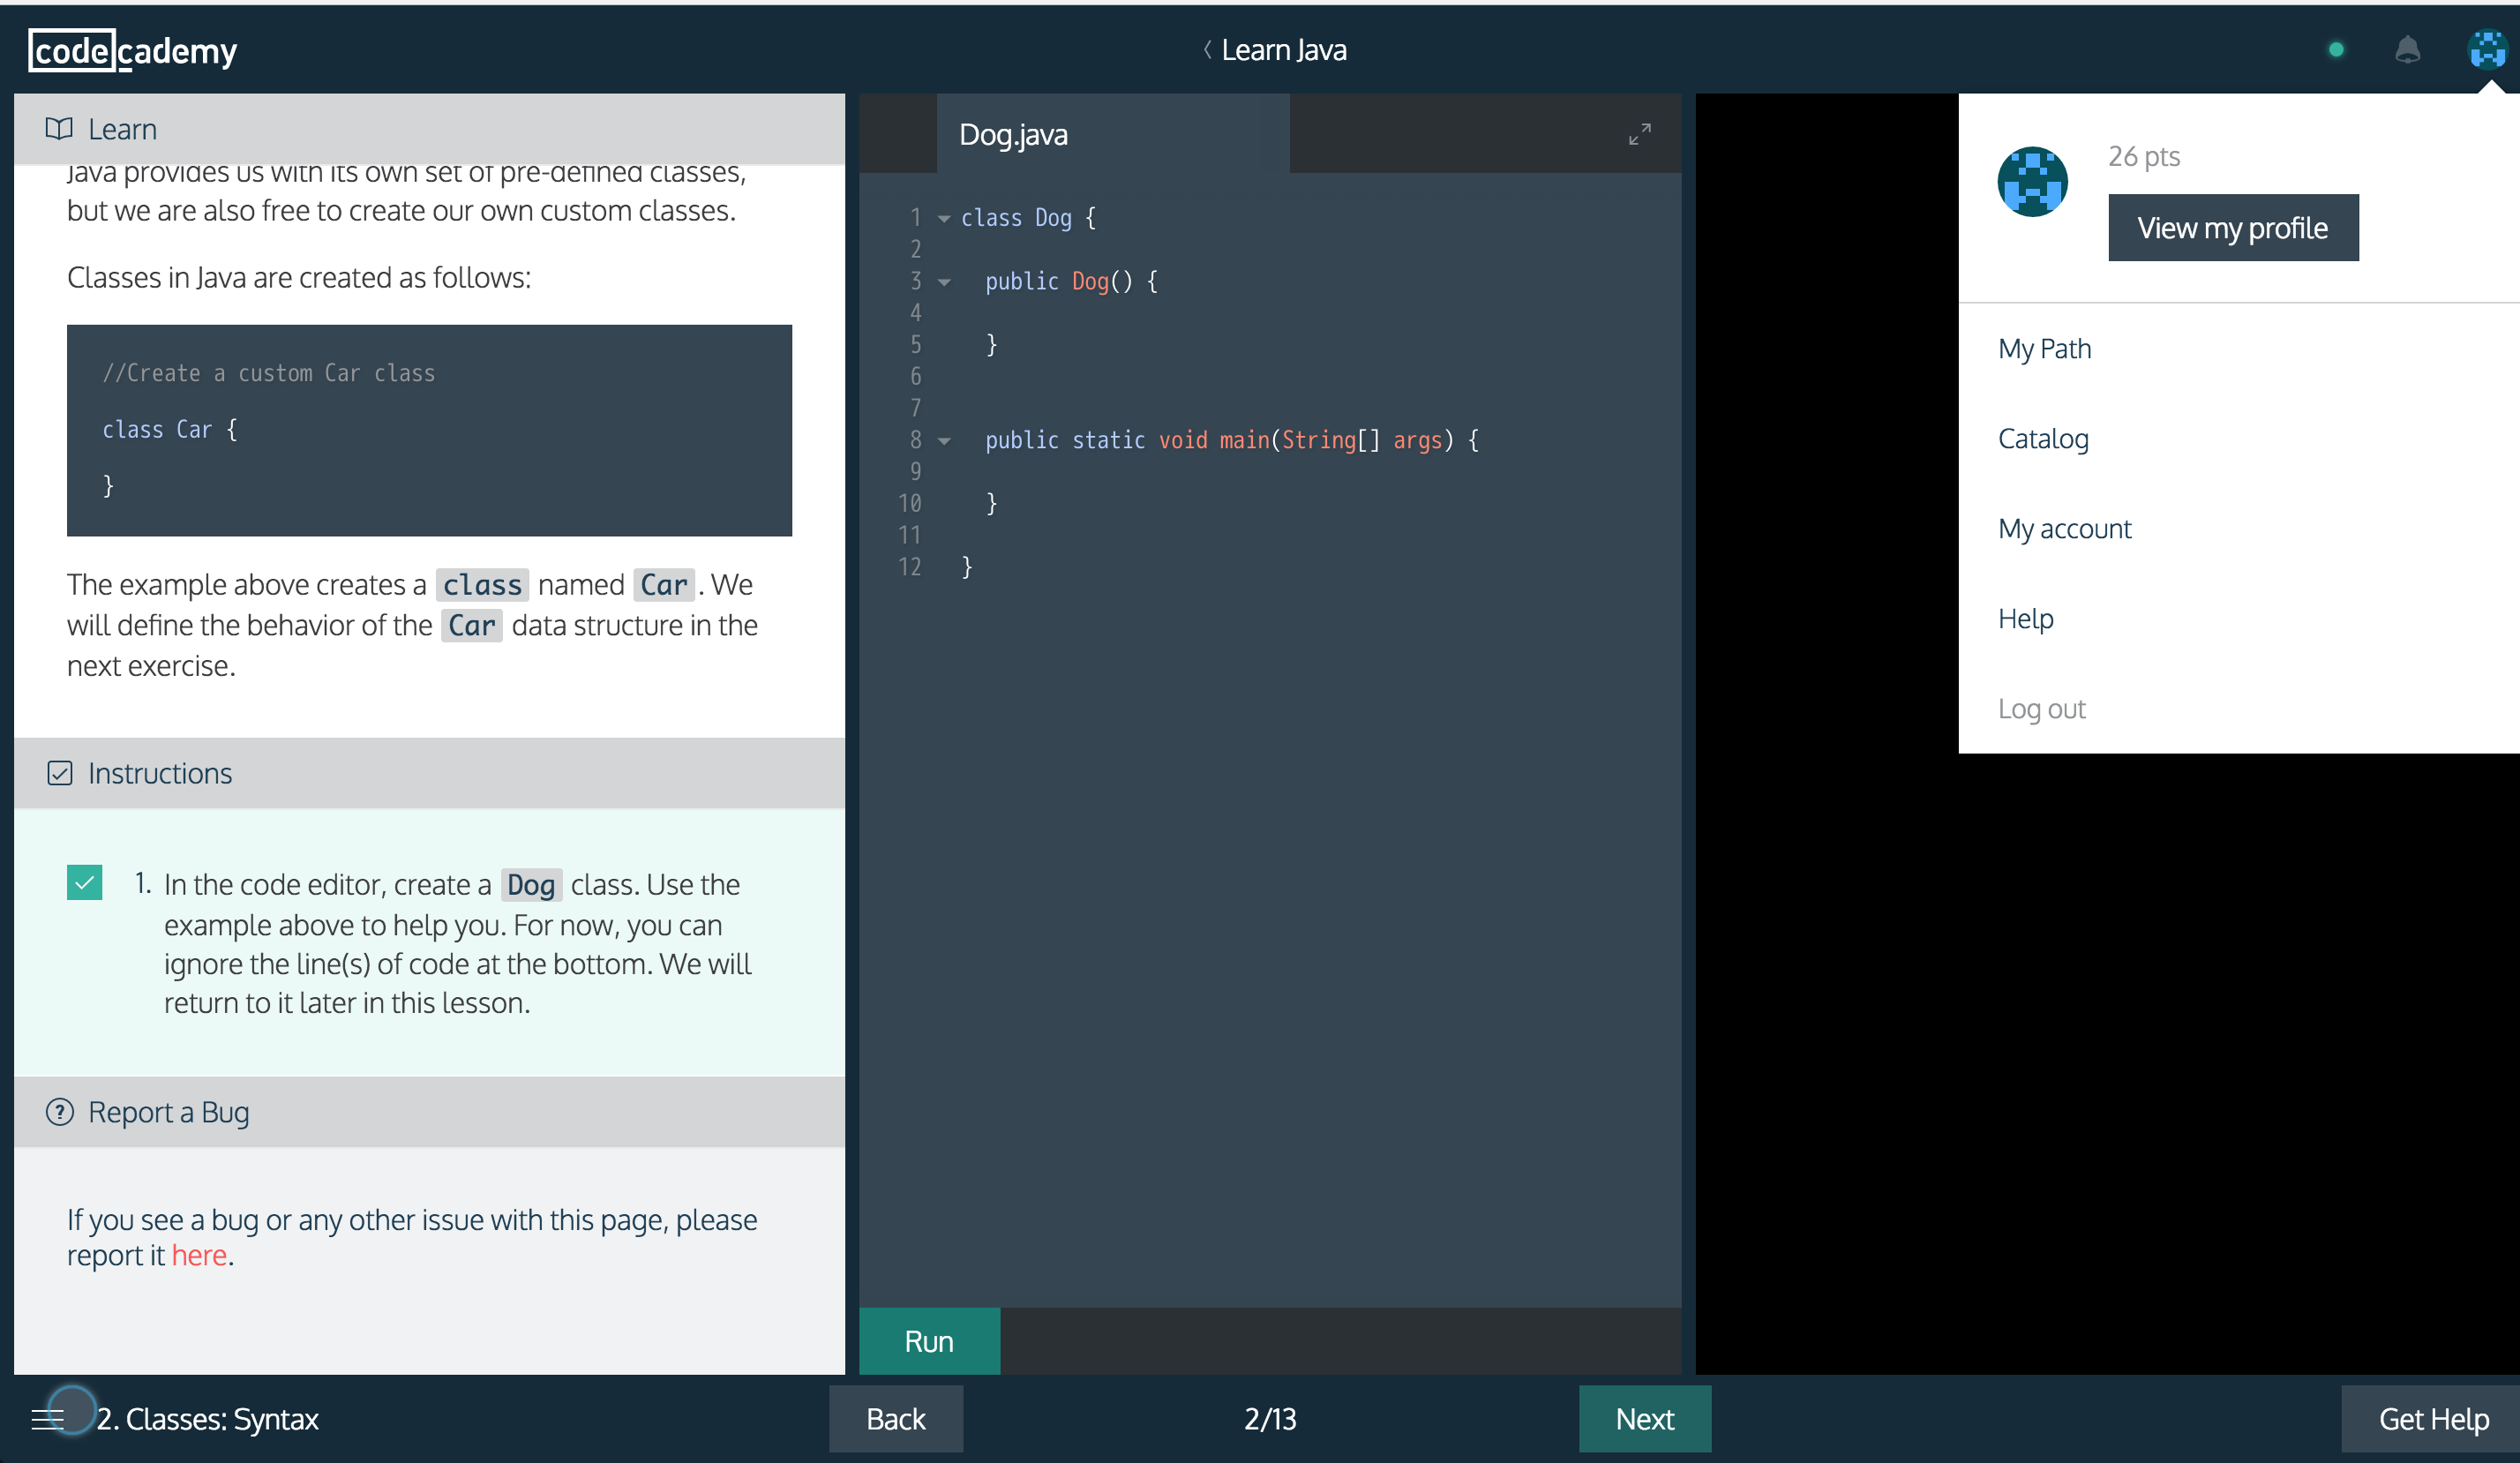 codecademy
Learn Java
Learn
Java provides us with its own set of pre-defined classes,
but we are also free to create our own custom classes.
Classes in Java are created as follows:
//Create a custom Car class
class Car {
}
The example above creates a class named Car. We
will define the behavior of the Car data structure in the
next exercise.
Instructions
1. In the code editor, create a Dog class. Use the
example above to help you. For now, you can
ignore the line(s) of code at the bottom. We will
return to it later in this lesson.
Report a Bug
If you see a bug or any other issue with this page, please
report it here.
Dog.java
1 class Dog {
2
3 public Dog() {
4
5 }
6
7
8 public static void main(String[] args) {
9
10 }
11
12 }
Run
26 pts
View my profile
My Path
Catalog
My account
Help
Log out
2. Classes: Syntax
Back
2/13
Next
Get Help